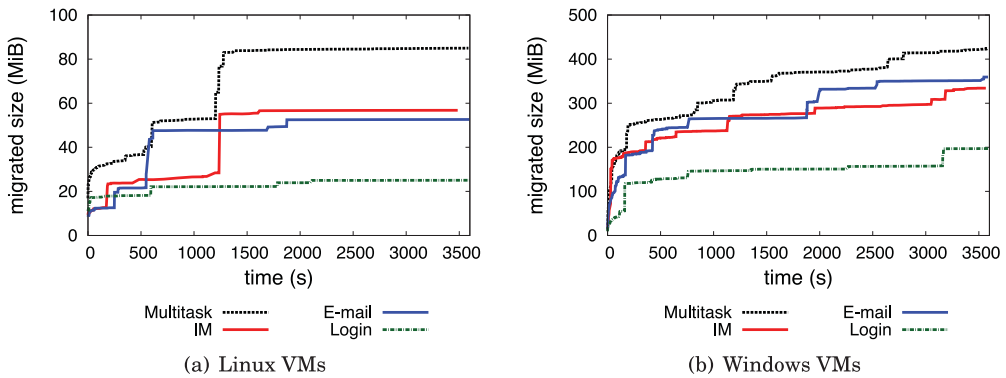 migrated size (MiB)
100
80
60
40
20
0
0 500 1000 1500 2000 2500 3000 3500
time (s)
Multitask
IM
E-mail
Login
(a) Linux VMs
migrated size (MiB)
500
400
300
200
100
0
0 500 1000 1500 2000 2500 3000 3500
time (s)
Multitask
IM
E-mail
Login
(b) Windows VMs